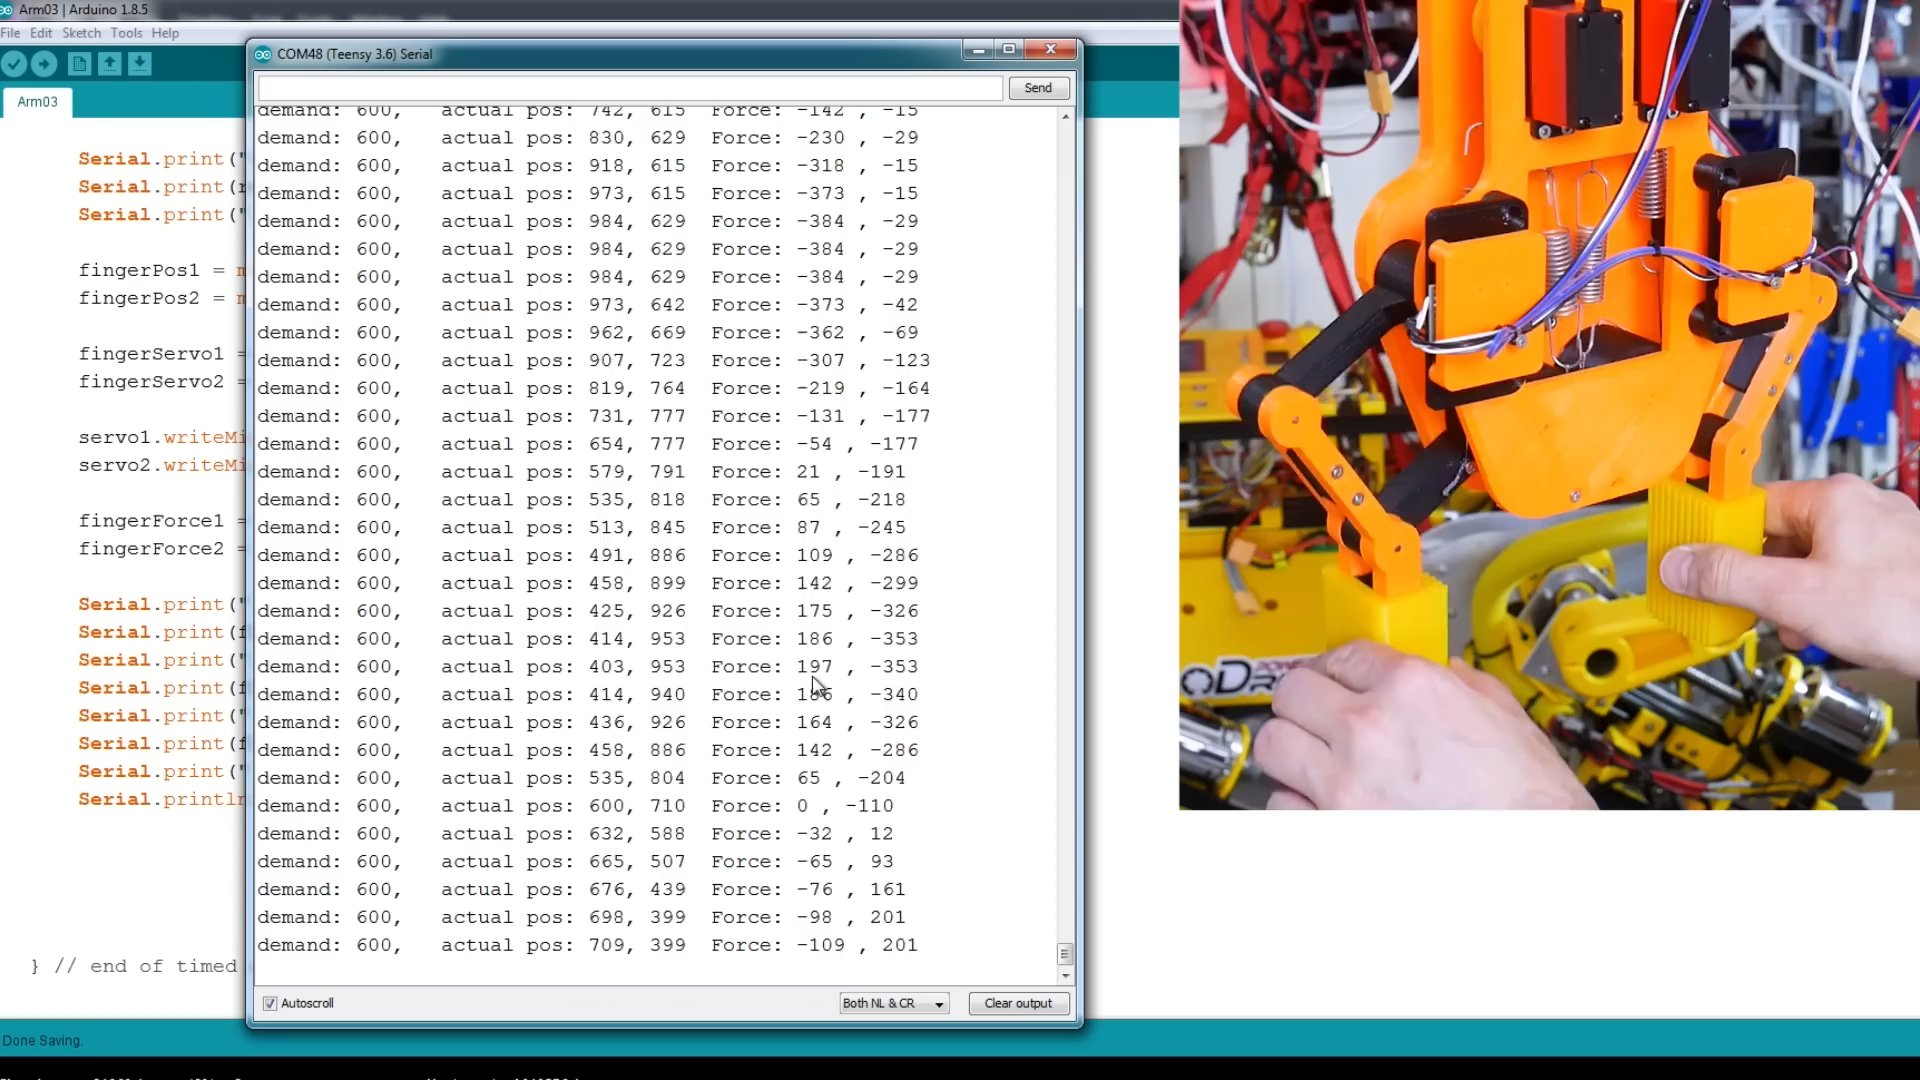 Arm03 | Arduino 1.8.5
File Edit Sketch Tools Help
Arm03
Serial.print("
Serial.print(r
Serial.print("
fingerPos1 = m
fingerPos2 = m
fingerServo1 =
fingerServo2 =
servo1.writeMi
servo2.writeMi
fingerForce1 =
fingerForce2 =
Serial.print("
Serial.print(f
Serial.print("
Serial.print(f
Serial.print("
Serial.print(f
Serial.print("
Serial.println
} // end of timed
Done Saving.
COM48 (Teensy 3.6) Serial
Send
demand: 600, actual pos: 742, 615 Force: -142 , -15
demand: 600, actual pos: 830, 629 Force: -230 , -29
demand: 600, actual pos: 918, 615 Force: -318 , -15
demand: 600, actual pos: 973, 615 Force: -373 , -15
demand: 600, actual pos: 984, 629 Force: -384 , -29
demand: 600, actual pos: 984, 629 Force: -384 , -29
demand: 600, actual pos: 984, 629 Force: -384 , -29
demand: 600, actual pos: 973, 642 Force: -373 , -42
demand: 600, actual pos: 962, 669 Force: -362 , -69
demand: 600, actual pos: 907, 723 Force: -307 , -123
demand: 600, actual pos: 819, 764 Force: -219 , -164
demand: 600, actual pos: 731, 777 Force: -131 , -177
demand: 600, actual pos: 654, 777 Force: -54 , -177
demand: 600, actual pos: 579, 791 Force: 21 , -191
demand: 600, actual pos: 535, 818 Force: 65 , -218
demand: 600, actual pos: 513, 845 Force: 87 , -245
demand: 600, actual pos: 491, 886 Force: 109 , -286
demand: 600, actual pos: 458, 899 Force: 142 , -299
demand: 600, actual pos: 425, 926 Force: 175 , -326
demand: 600, actual pos: 414, 953 Force: 186 , -353
demand: 600, actual pos: 403, 953 Force: 197 , -353
demand: 600, actual pos: 414, 940 Force: 186 , -340
demand: 600, actual pos: 436, 926 Force: 164 , -326
demand: 600, actual pos: 458, 886 Force: 142 , -286
demand: 600, actual pos: 535, 804 Force: 65 , -204
demand: 600, actual pos: 600, 710 Force: 0 , -110
demand: 600, actual pos: 632, 588 Force: -32 , 12
demand: 600, actual pos: 665, 507 Force: -65 , 93
demand: 600, actual pos: 676, 439 Force: -76 , 161
demand: 600, actual pos: 698, 399 Force: -98 , 201
demand: 600, actual pos: 709, 399 Force: -109 , 201
Autoscroll
Both NL & CR
Clear output